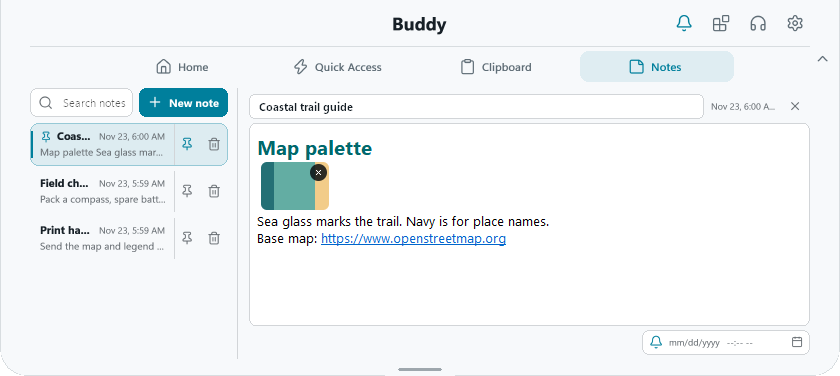 Buddy
Home
Quick Access
Clipboard
Notes
Search notes
New note
Coas... Nov 23, 6:00 AM
Map palette Sea glass mar...
Field ch... Nov 23, 5:59 AM
Pack a compass, spare batt...
Print ha... Nov 23, 5:59 AM
Send the map and legend ...
Coastal trail guide
Nov 23, 6:00 A...
Map palette
Sea glass marks the trail. Navy is for place names.
Base map: https://www.openstreetmap.org
mm/dd/yyyy --:-- --